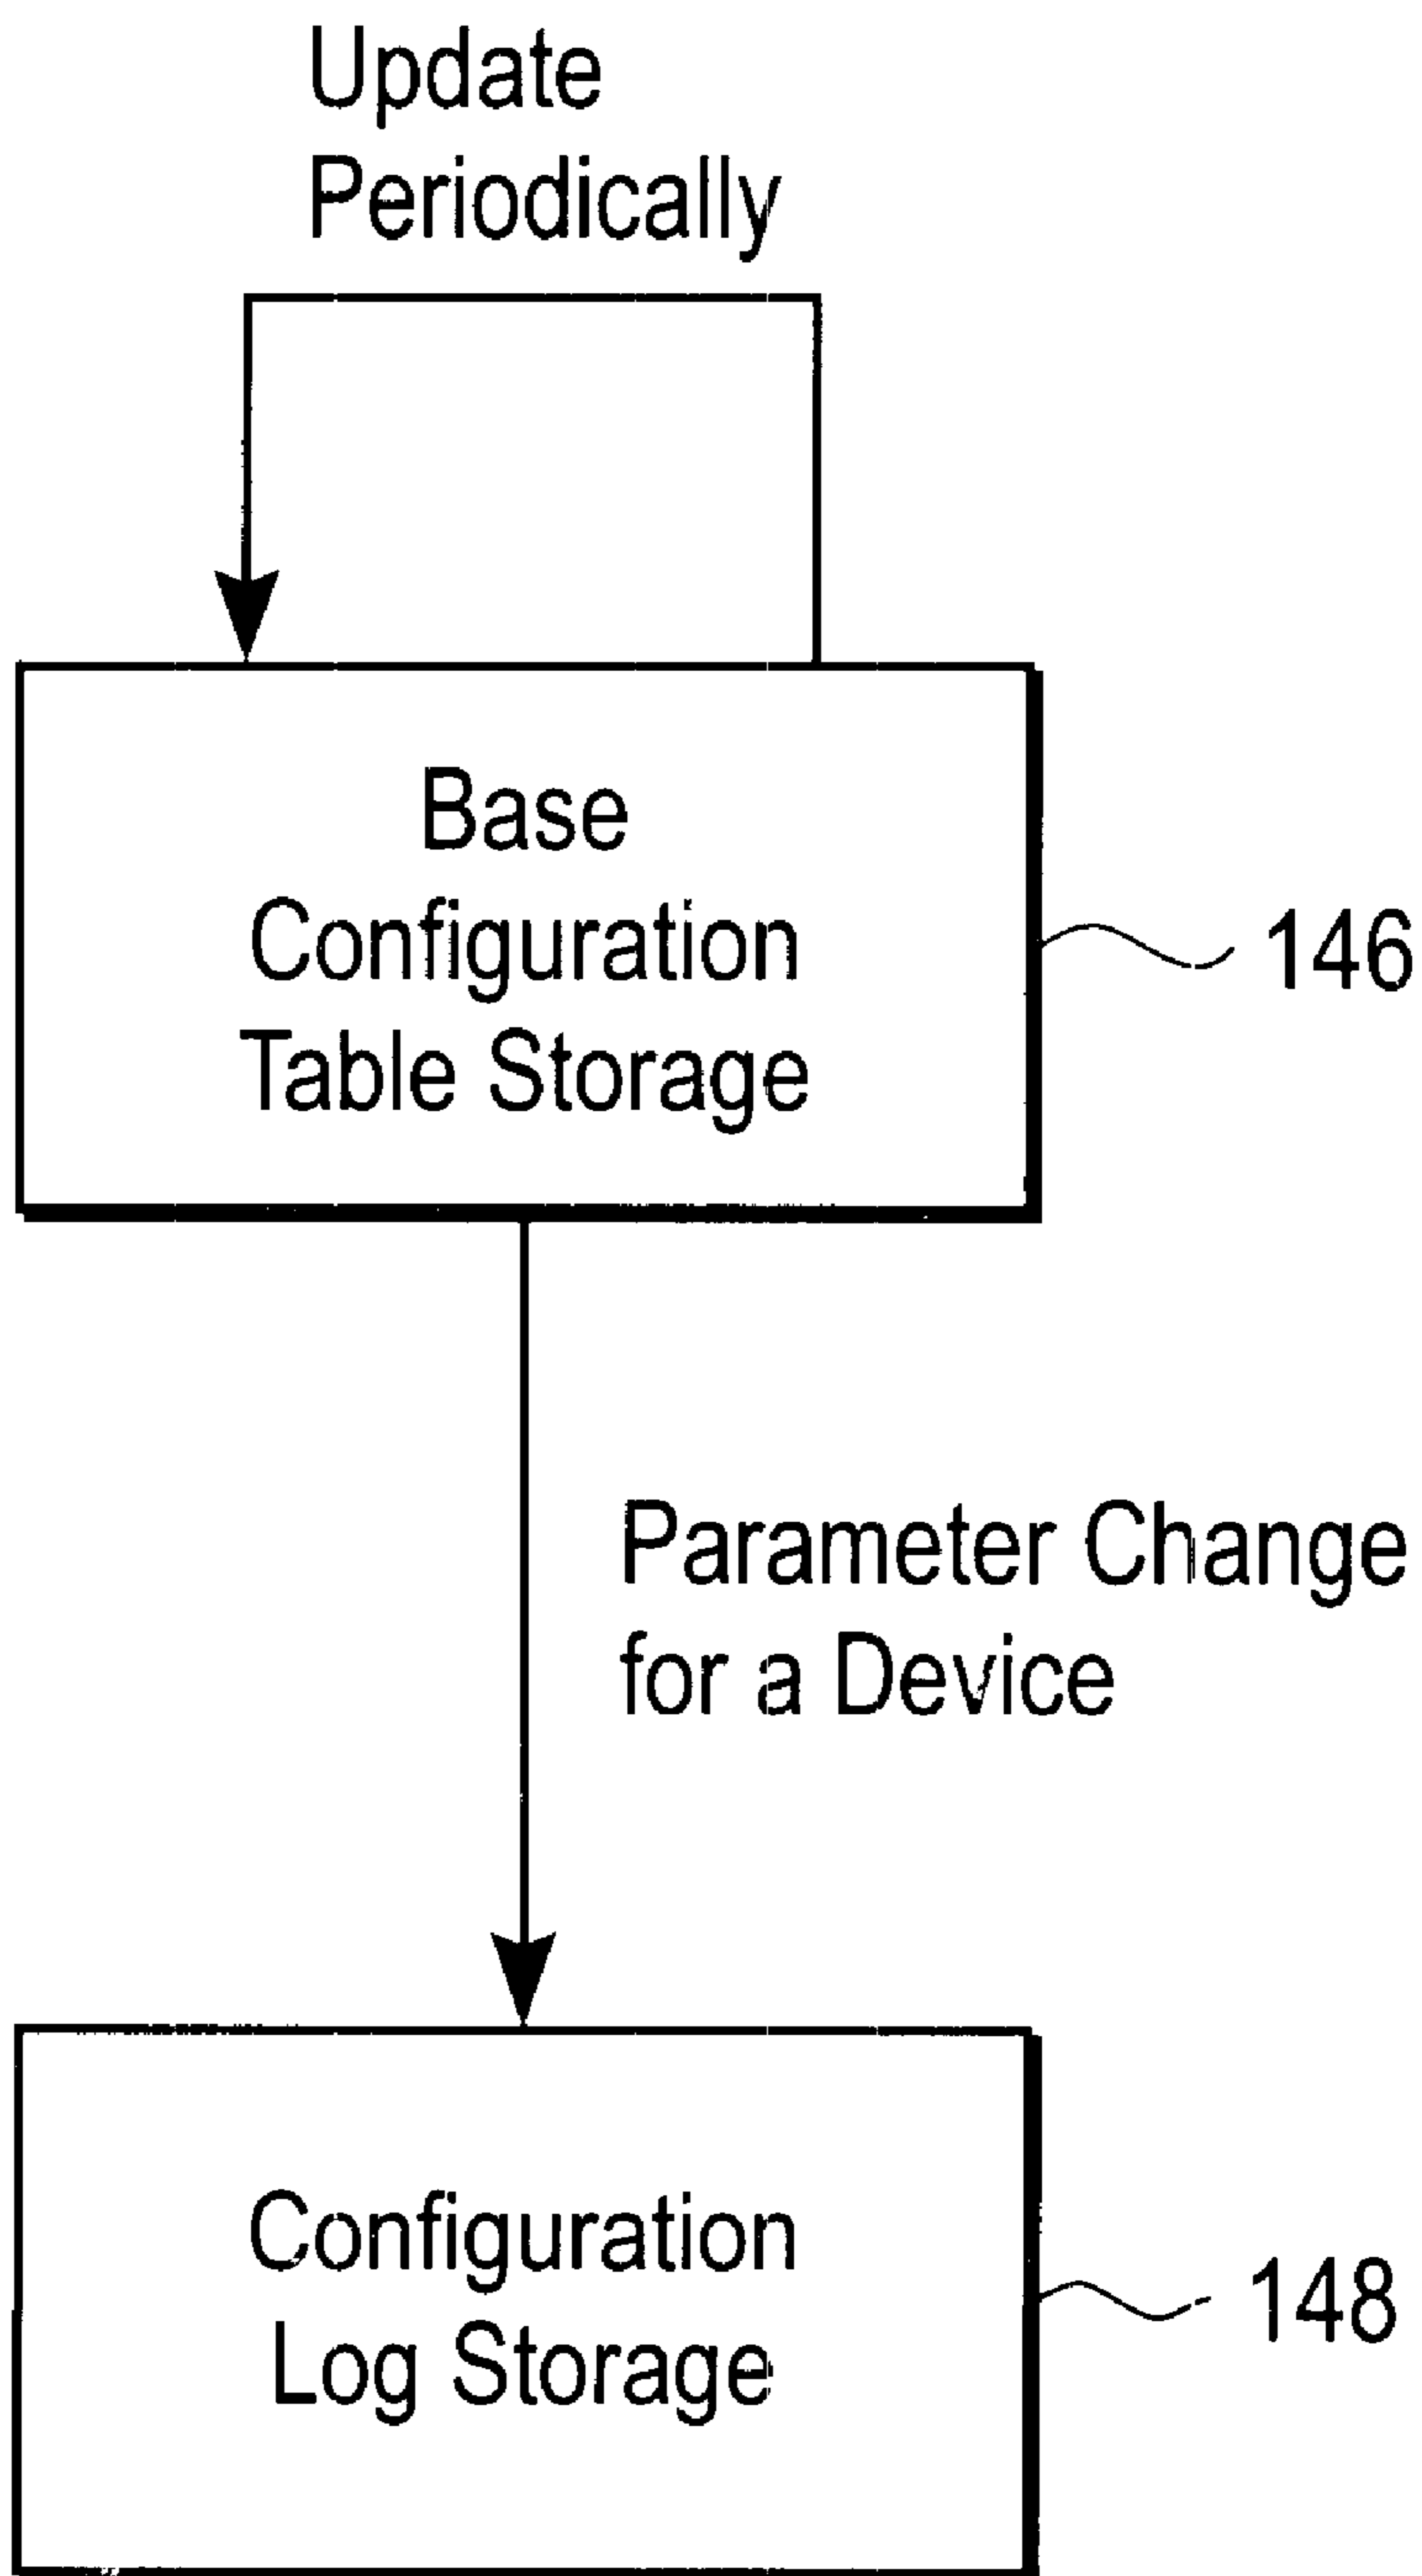 Update
Periodically
Base
Configuration
Table Storage
146
Parameter Change
for a Device
Configuration
Log Storage
148